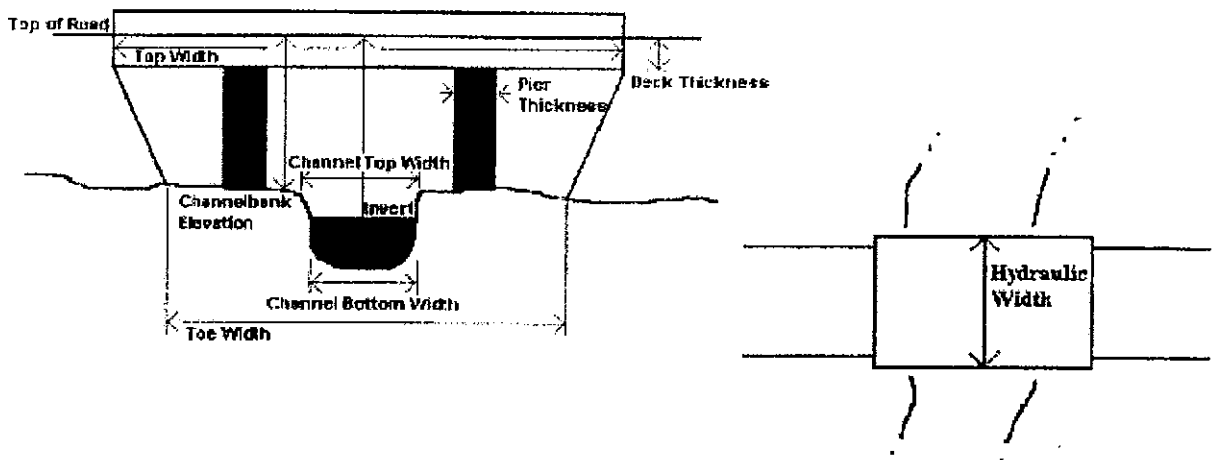 Top of Road
Top Width
Deck Thickness
Pier
Thickness
Channel Top Width
Channelbank
Elevation
Invert
Channel Bottom Width
Toe Width
Hydraulic
Width